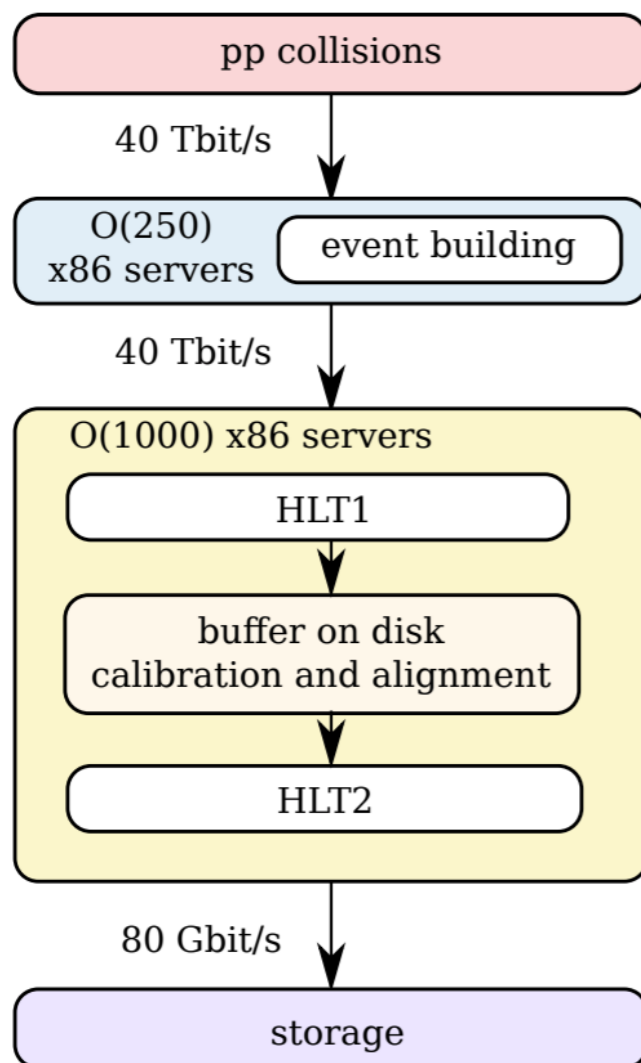 pp collisions
40 Tbit/s
O(250)
x86 servers
event building
40 Tbit/s
O(1000) x86 servers
HLT1
buffer on disk
calibration and alignment
HLT2
80 Gbit/s
storage